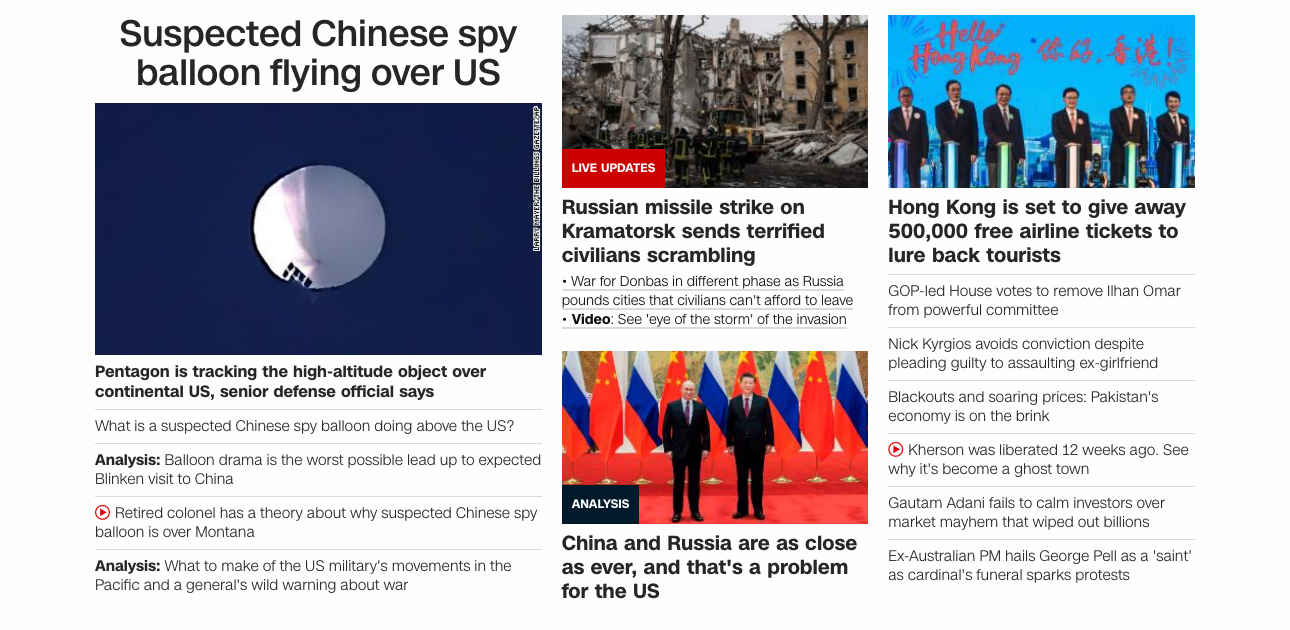 Suspected Chinese spy
balloon flying over US
LARRY MAYER/THE BILLINGS GAZETTE/AP
Pentagon is tracking the high-altitude object over
continental US, senior defense official says
What is a suspected Chinese spy balloon doing above the US?
Analysis: Balloon drama is the worst possible lead up to expected
Blinken visit to China
Retired colonel has a theory about why suspected Chinese spy
balloon is over Montana
Analysis: What to make of the US military's movements in the
Pacific and a general's wild warning about war
LIVE UPDATES
Russian missile strike on
Kramatorsk sends terrified
civilians scrambling
• War for Donbas in different phase as Russia
pounds cities that civilians can't afford to leave
• Video: See 'eye of the storm' of the invasion
ANALYSIS
China and Russia are as close
as ever, and that's a problem
for the US
Hello
Hong Kong
你好,香港!
Hong Kong is set to give away
500,000 free airline tickets to
lure back tourists
GOP-led House votes to remove Ilhan Omar
from powerful committee
Nick Kyrgios avoids conviction despite
pleading guilty to assaulting ex-girlfriend
Blackouts and soaring prices: Pakistan's
economy is on the brink
Kherson was liberated 12 weeks ago. See
why it's become a ghost town
Gautam Adani fails to calm investors over
market mayhem that wiped out billions
Ex-Australian PM hails George Pell as a 'saint'
as cardinal's funeral sparks protests